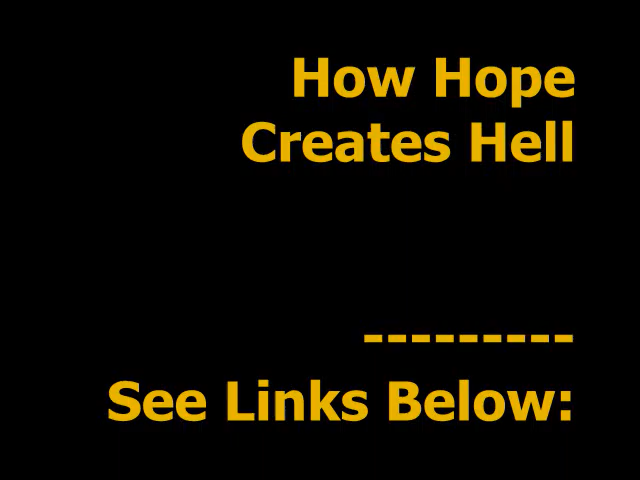 How Hope
Creates Hell
---------
See Links Below: